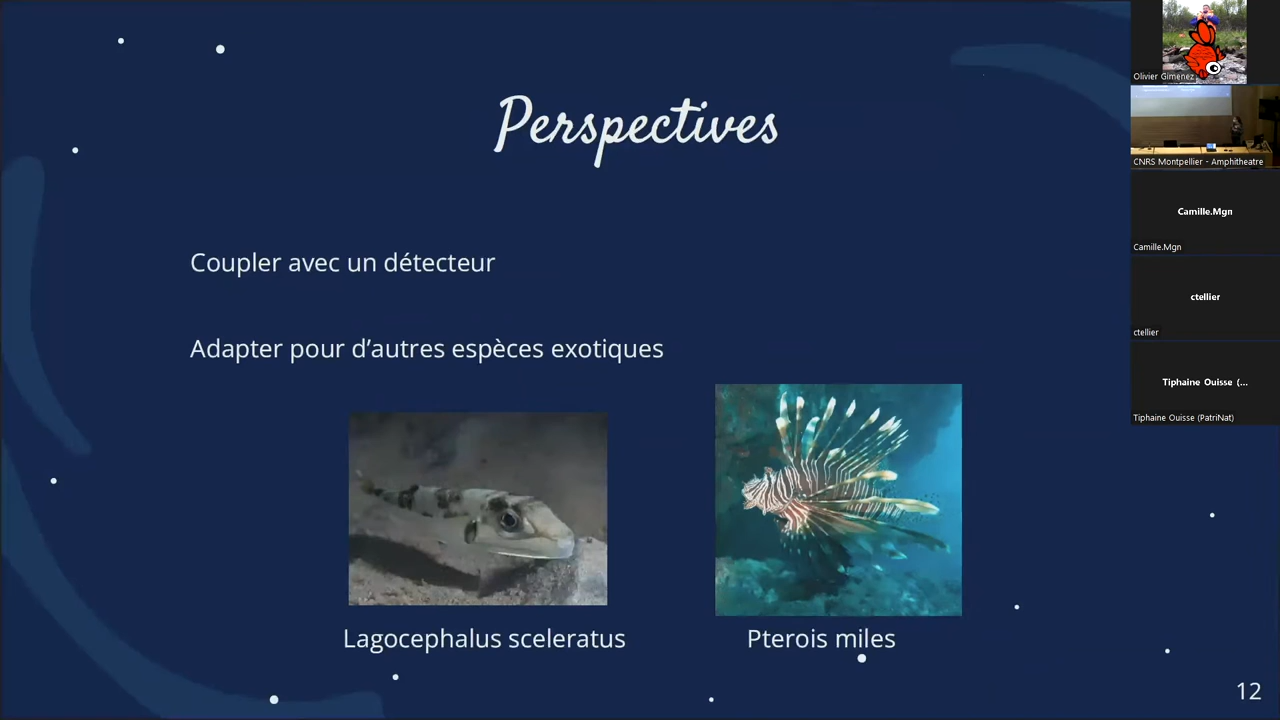 Perspectives
Coupler avec un détecteur
Adapter pour d'autres espèces exotiques
Lagocephalus sceleratus
Pterois miles
12
Olivier Gimenez
CNRS Montpellier - Amphitheatre
Camille.Mgn
Camille.Mgn
ctellier
ctellier
Tiphaine Ouisse (...
Tiphaine Ouisse (PatriNat)